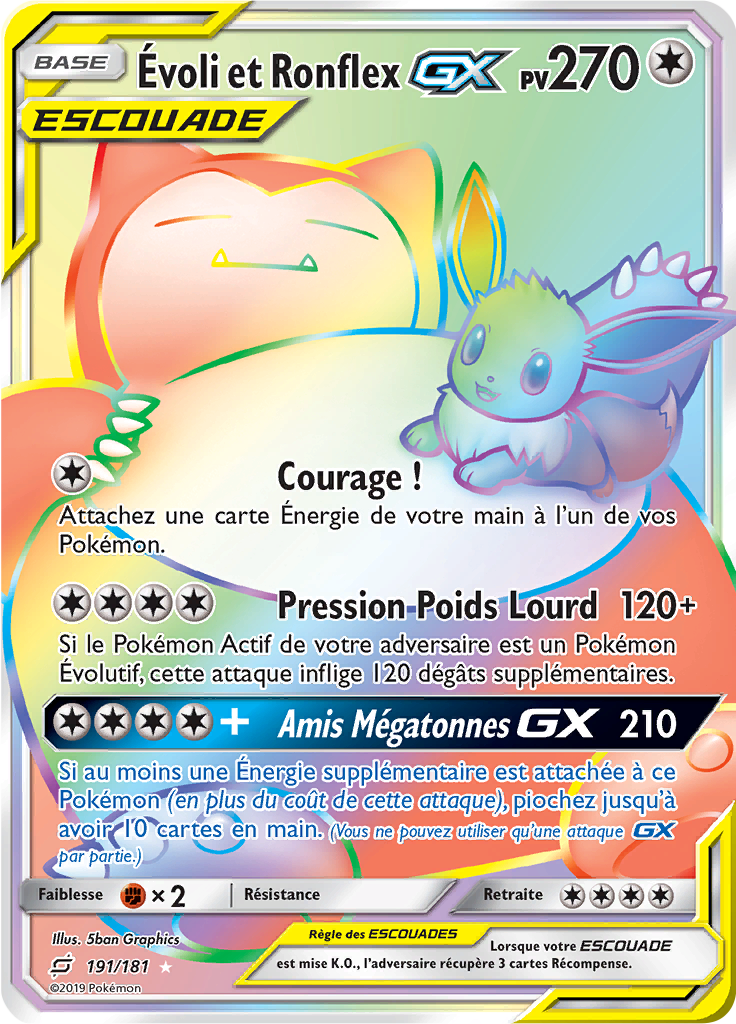 BASE Évoli et Ronflex GX PV270
ESCOUADE
Courage !
Attachez une carte Énergie de votre main à l'un de vos
Pokémon.
Pression Poids Lourd 120+
Si le Pokémon Actif de votre adversaire est un Pokémon
Évolutif, cette attaque inflige 120 dégâts supplémentaires.
+ Amis Mégatonnes GX 210
Si au moins une Énergie supplémentaire est attachée à ce
Pokémon (en plus du coût de cette attaque), piochez jusqu'à
avoir 10 cartes en main. (Vous ne pouvez utiliser qu'une attaque GX
par partie.)
Faiblesse ×2 Résistance Retraite
Illus. 5ban Graphics
191/181
©2019 Pokémon
Règle des ESCOUADES
Lorsque votre ESCOUADE
est mise K.O., l'adversaire récupère 3 cartes Récompense.